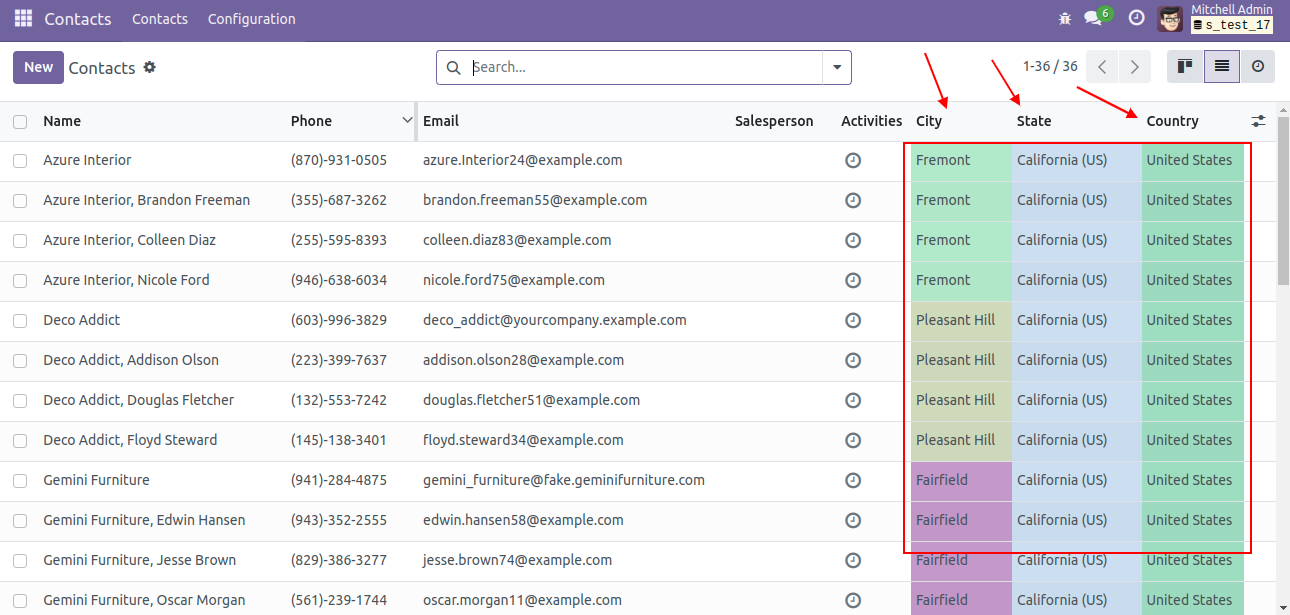 Contacts Contacts Configuration 6 Mitchell Admin
s_test_17
New Contacts Search... 1-36 / 36
Name Phone Email Salesperson Activities City State Country
Azure Interior (870)-931-0505 azure.Interior24@example.com Fremont California (US) United States
Azure Interior, Brandon Freeman (355)-687-3262 brandon.freeman55@example.com Fremont California (US) United States
Azure Interior, Colleen Diaz (255)-595-8393 colleen.diaz83@example.com Fremont California (US) United States
Azure Interior, Nicole Ford (946)-638-6034 nicole.ford75@example.com Fremont California (US) United States
Deco Addict (603)-996-3829 deco_addict@yourcompany.example.com Pleasant Hill California (US) United States
Deco Addict, Addison Olson (223)-399-7637 addison.olson28@example.com Pleasant Hill California (US) United States
Deco Addict, Douglas Fletcher (132)-553-7242 douglas.fletcher51@example.com Pleasant Hill California (US) United States
Deco Addict, Floyd Steward (145)-138-3401 floyd.steward34@example.com Pleasant Hill California (US) United States
Gemini Furniture (941)-284-4875 gemini_furniture@fake.geminifurniture.com Fairfield California (US) United States
Gemini Furniture, Edwin Hansen (943)-352-2555 edwin.hansen58@example.com Fairfield California (US) United States
Gemini Furniture, Jesse Brown (829)-386-3277 jesse.brown74@example.com Fairfield California (US) United States
Gemini Furniture, Oscar Morgan (561)-239-1744 oscar.morgan11@example.com Fairfield California (US) United States